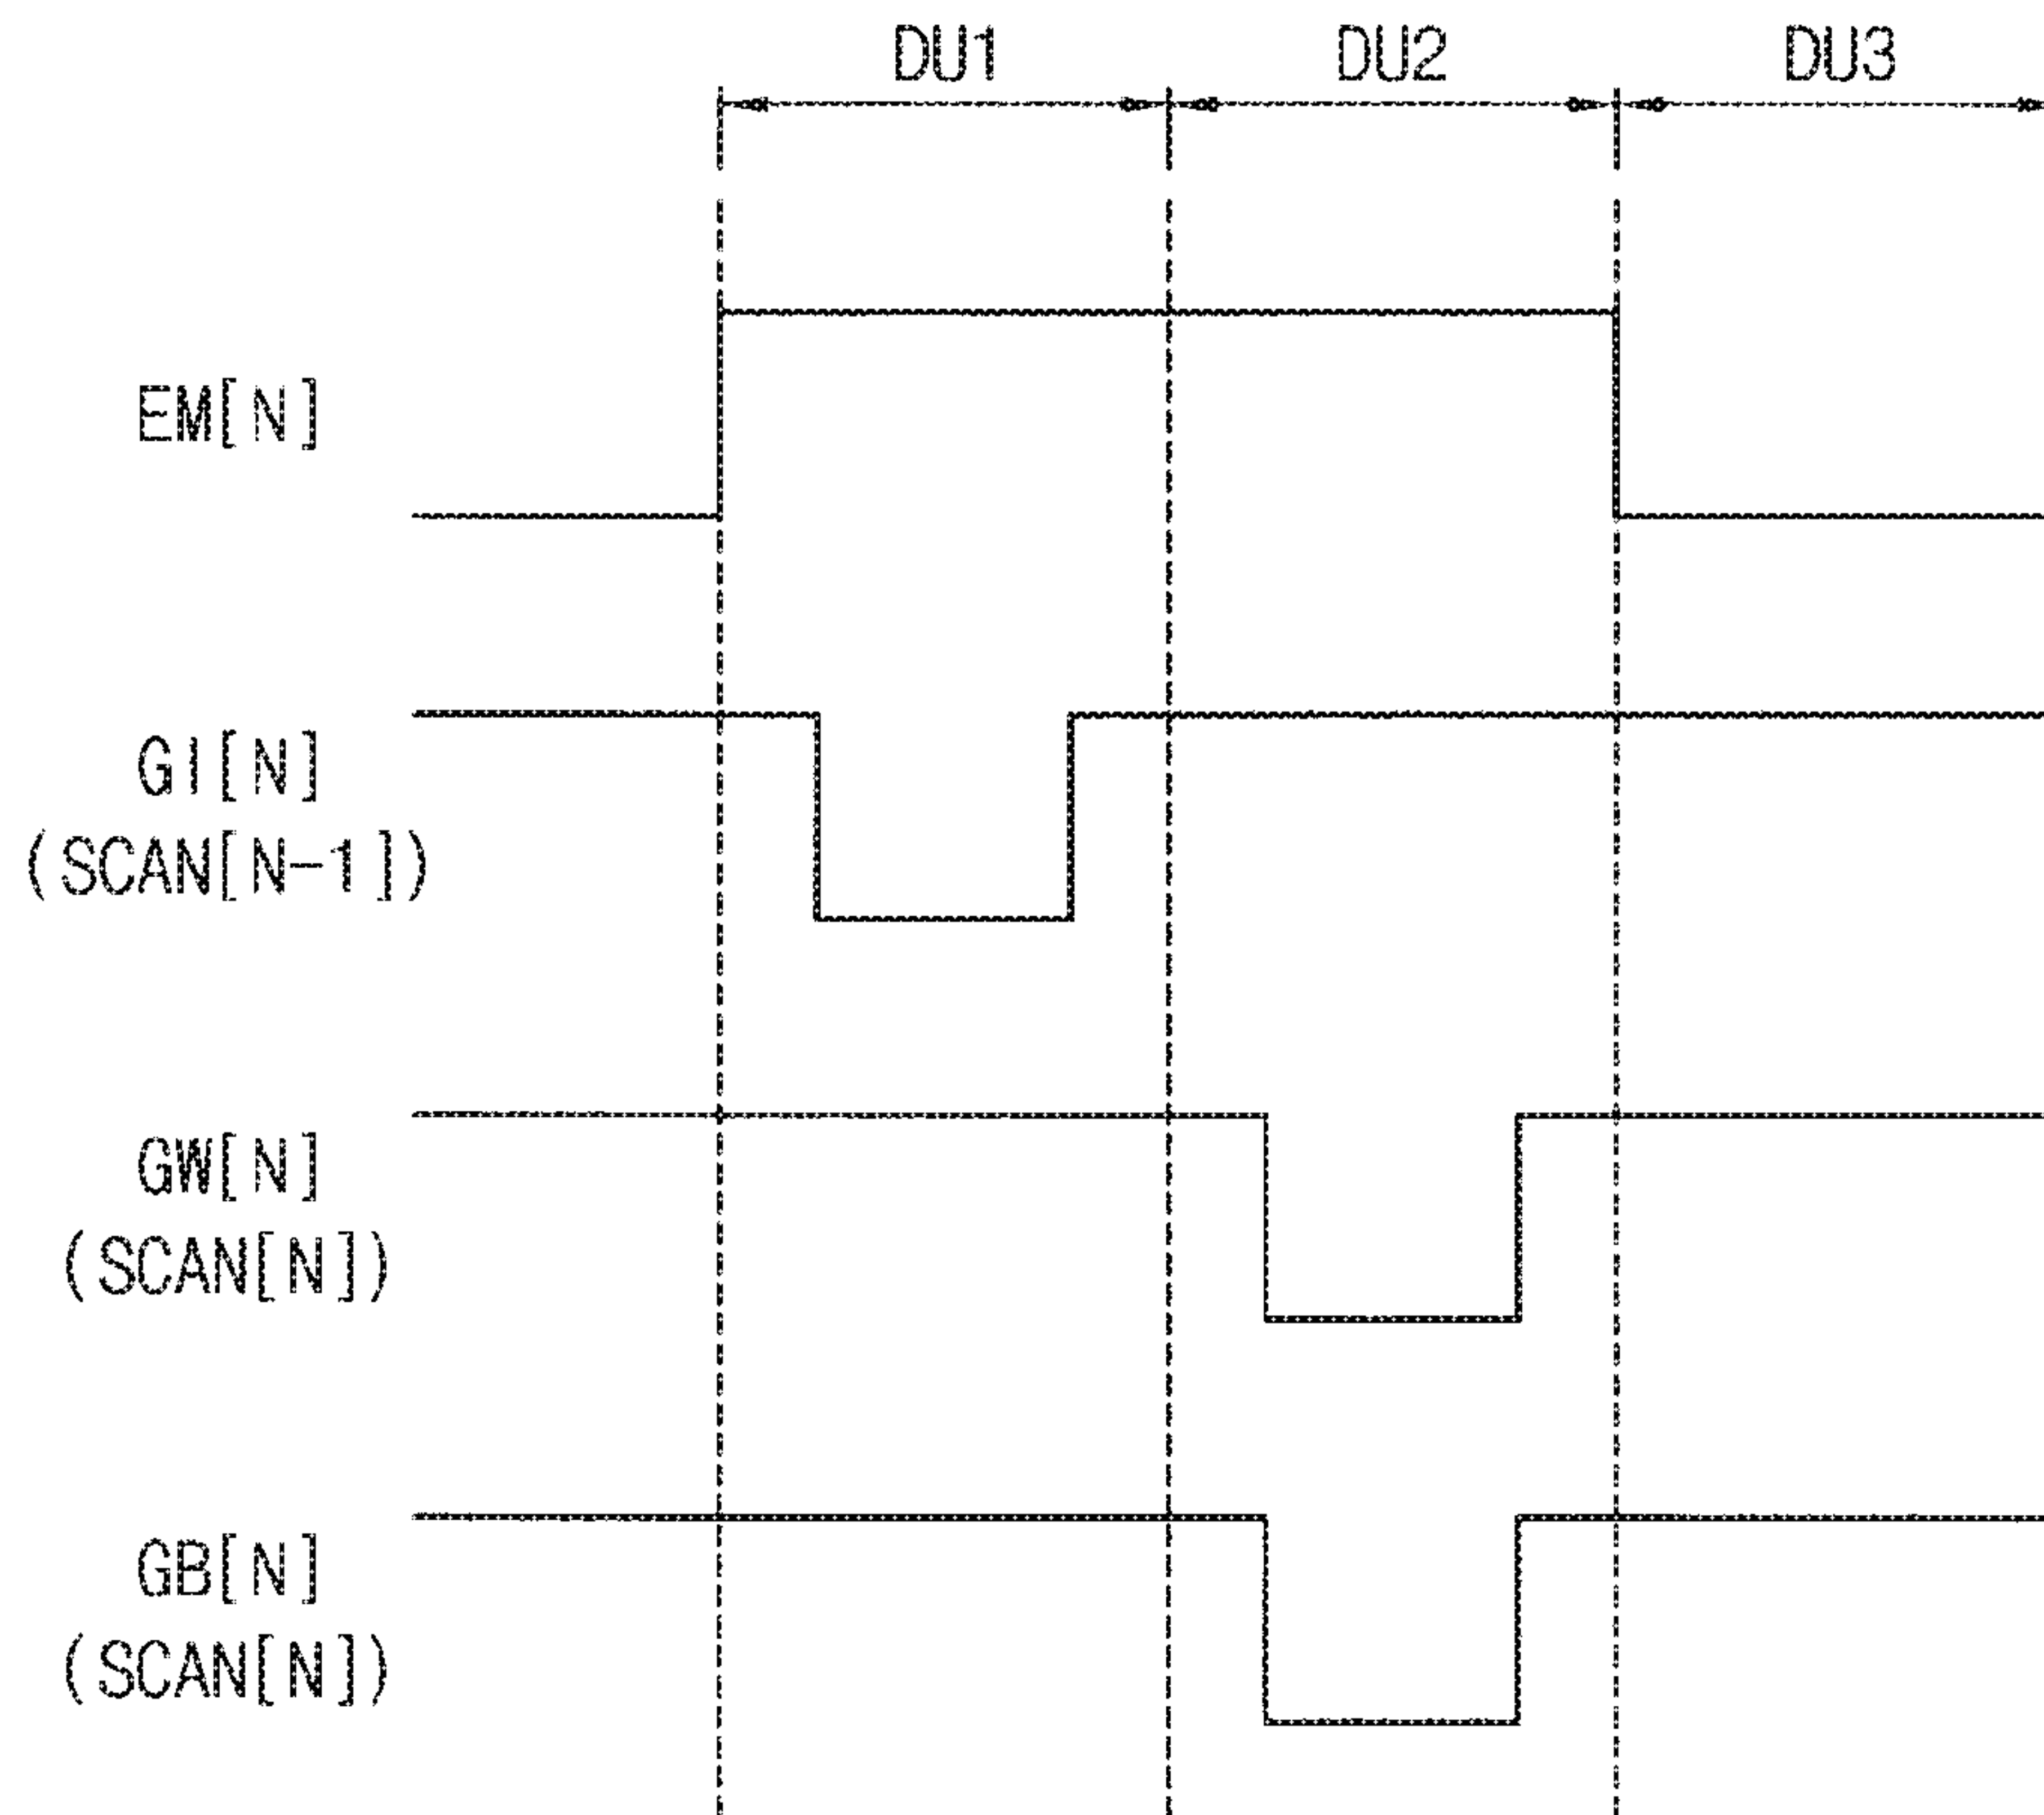 DU1 DU2 DU3
EM[N]
GI[N]
(SCAN[N-1])
GW[N]
(SCAN[N])
GB[N]
(SCAN[N])